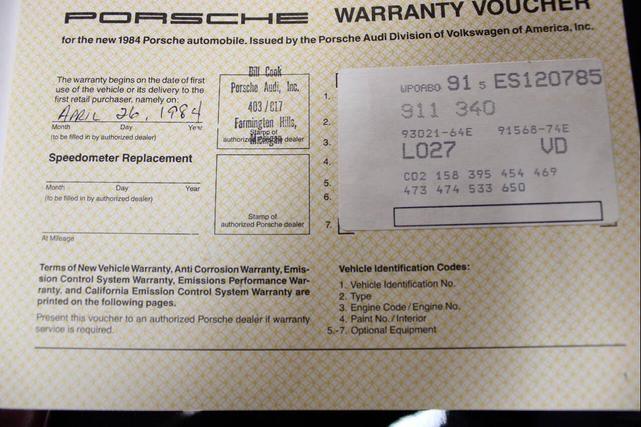 PORSCHE WARRANTY VOUCHER
for the new 1984 Porsche automobile. Issued by the Porsche Audi Division of Volkswagen of America, Inc.
The warranty begins on the date of first
use of the vehicle or its delivery to the
first retail purchaser, namely on:
APRIL 26, 1984
Month Day Year
(to be filled in by authorized dealer)
Speedometer Replacement
Month Day Year
(to be filled in by authorized dealer)
At Mileage
Bill Cook
Porsche Audi, Inc.
403/C17
Farmington Hills,
Stamp of
authorized Porsche dealer
Michigan
Stamp of
authorized Porsche dealer
1.
2.
3.
4.
5.
6.
7.
WPOAB0 91 5 ES120785
911 340
93021-64E 91568-74E
L027 VD
C02 158 395 454 469
473 474 533 650
Terms of New Vehicle Warranty, Anti Corrosion Warranty, Emis-
sion Control System Warranty, Emissions Performance War-
ranty, and California Emission Control System Warranty are
printed on the following pages.
Present this voucher to an authorized Porsche dealer if warranty
service is required.
Vehicle Identification Codes:
1. Vehicle Identification No.
2. Type
3. Engine Code/Engine No.
4. Paint No./Interior
5.-7. Optional Equipment
1